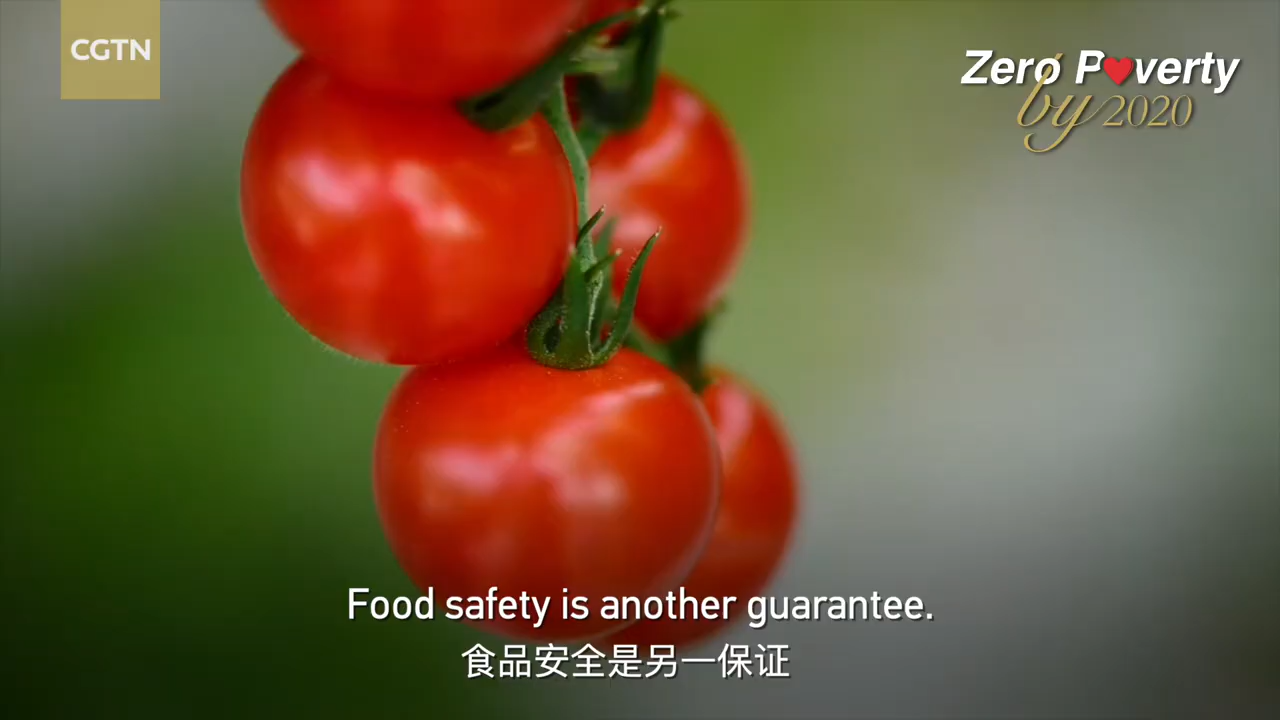 CGTN
Zero Poverty
by 2020
Food safety is another guarantee.
食品安全是另一保证